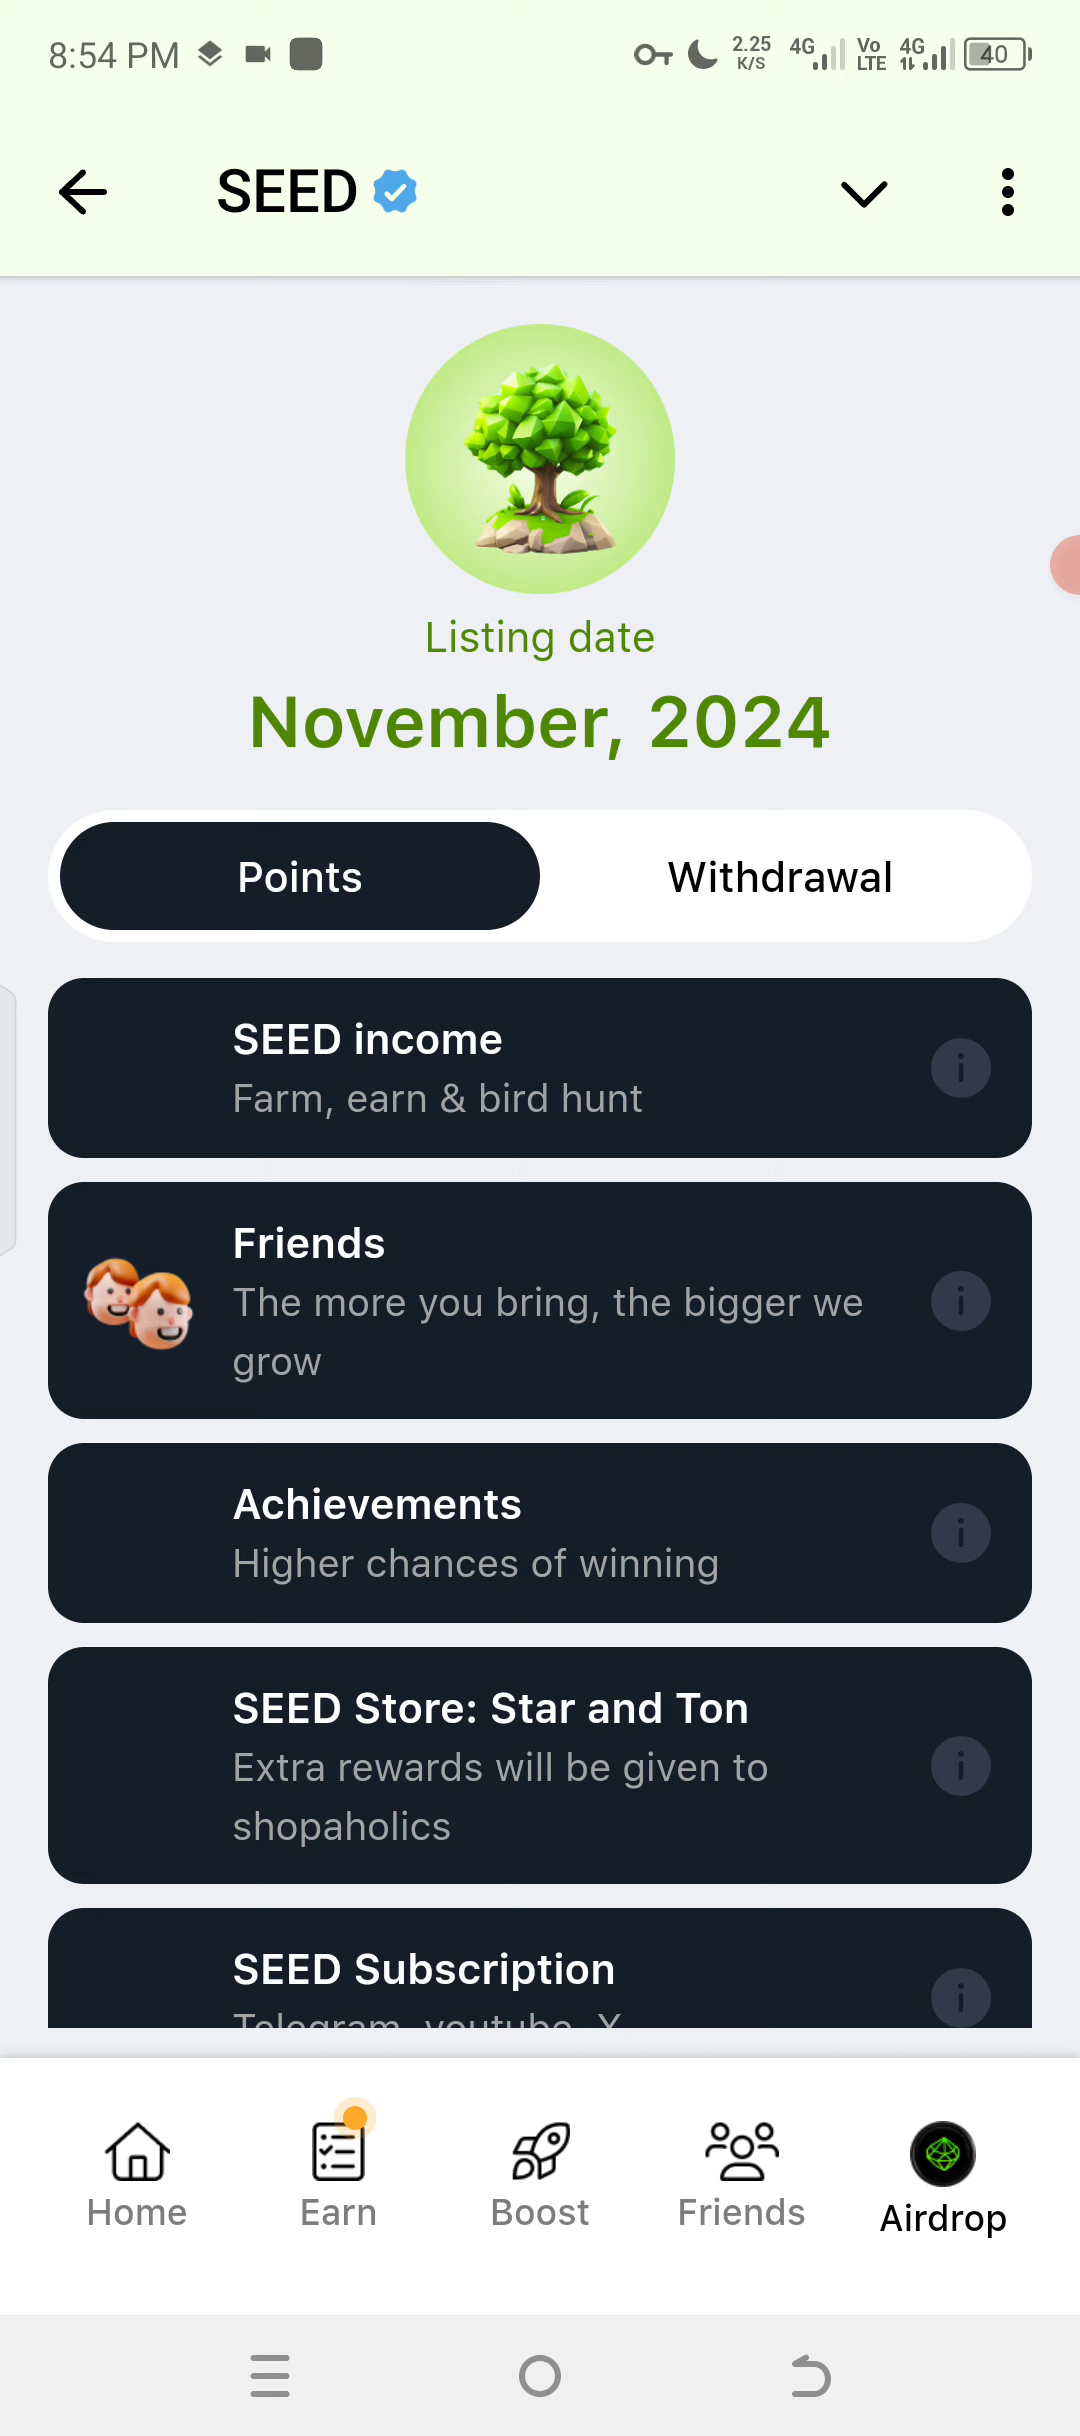 8:54 PM
2.25 K/S 4G Vo LTE 4G 40
SEED
Listing date
November, 2024
Points
Withdrawal
SEED income
Farm, earn & bird hunt
Friends
The more you bring, the bigger we
grow
Achievements
Higher chances of winning
SEED Store: Star and Ton
Extra rewards will be given to
shopaholics
SEED Subscription
Telegram, youtube, X
Home
Earn
Boost
Friends
Airdrop